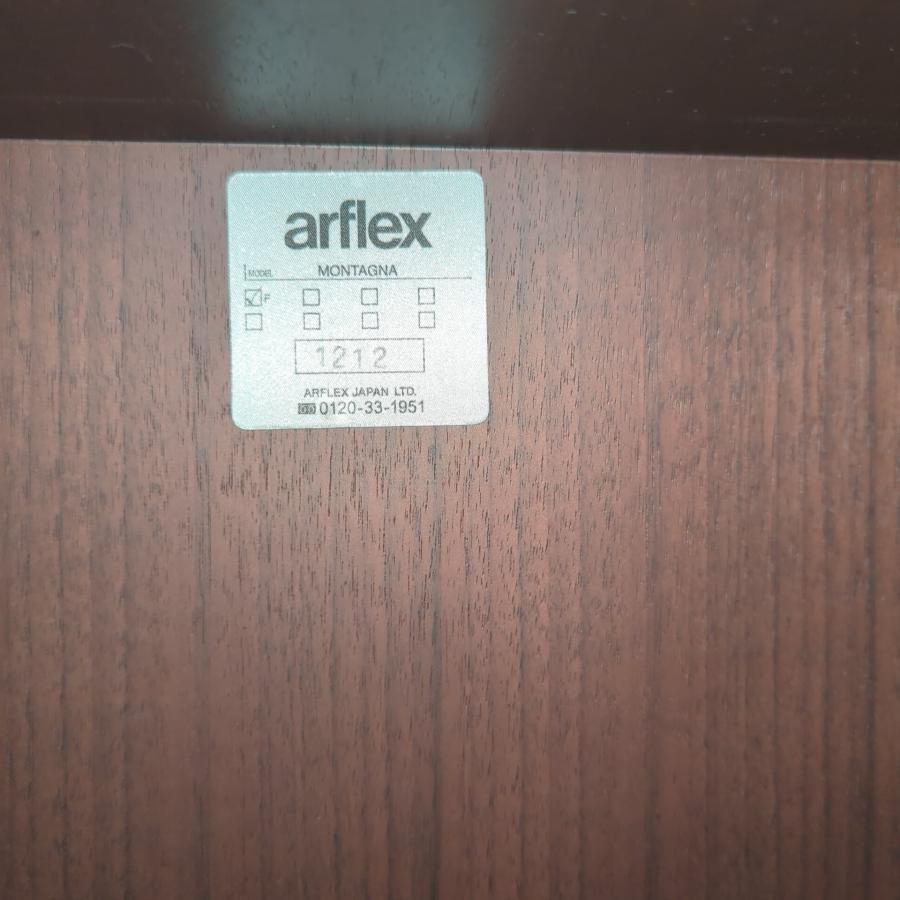 arflex
MODEL MONTAGNA
F
1212
ARFLEX JAPAN LTD.
0120-33-1951